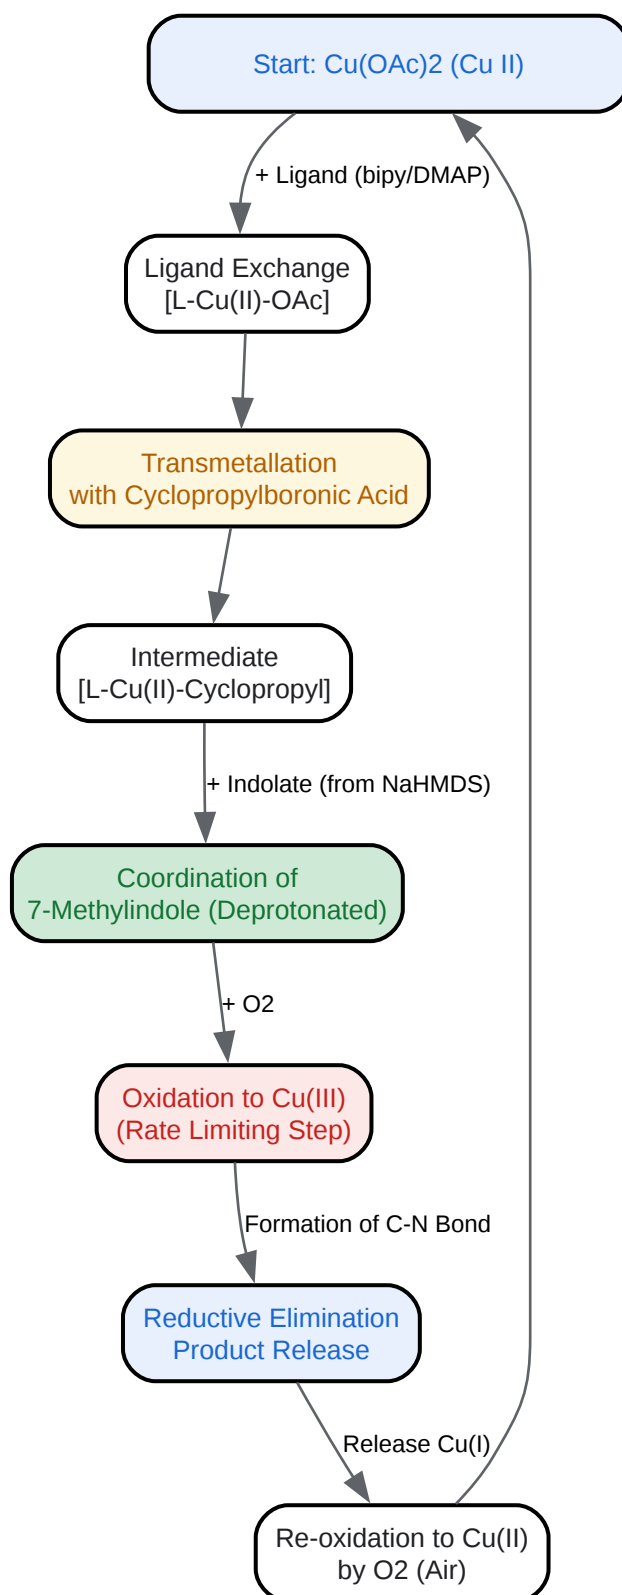 Start: Cu(OAc)2 (Cu II)
+ Ligand (bipy/DMAP)
Ligand Exchange
[L-Cu(II)-OAc]
Transmetallation
with Cyclopropylboronic Acid
Intermediate
[L-Cu(II)-Cyclopropyl]
+ Indolate (from NaHMDS)
Coordination of
7-Methylindole (Deprotonated)
+ O2
Oxidation to Cu(III)
(Rate Limiting Step)
Formation of C-N Bond
Reductive Elimination
Product Release
Release Cu(I)
Re-oxidation to Cu(II)
by O2 (Air)